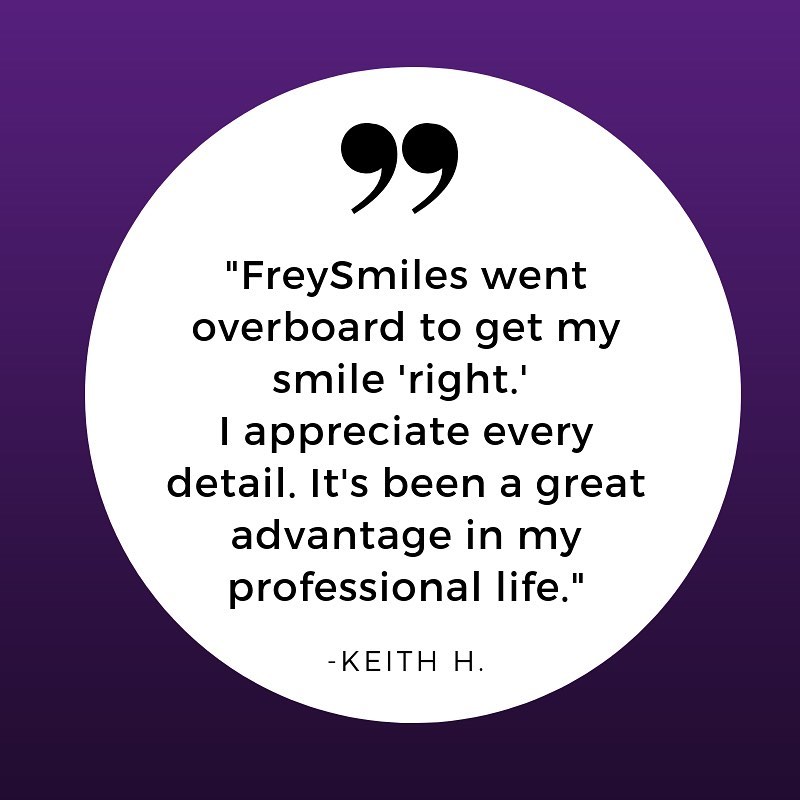 "FreySmiles went
overboard to get my
smile 'right.'
I appreciate every
detail. It's been a great
advantage in my
professional life."
-KEITH H.